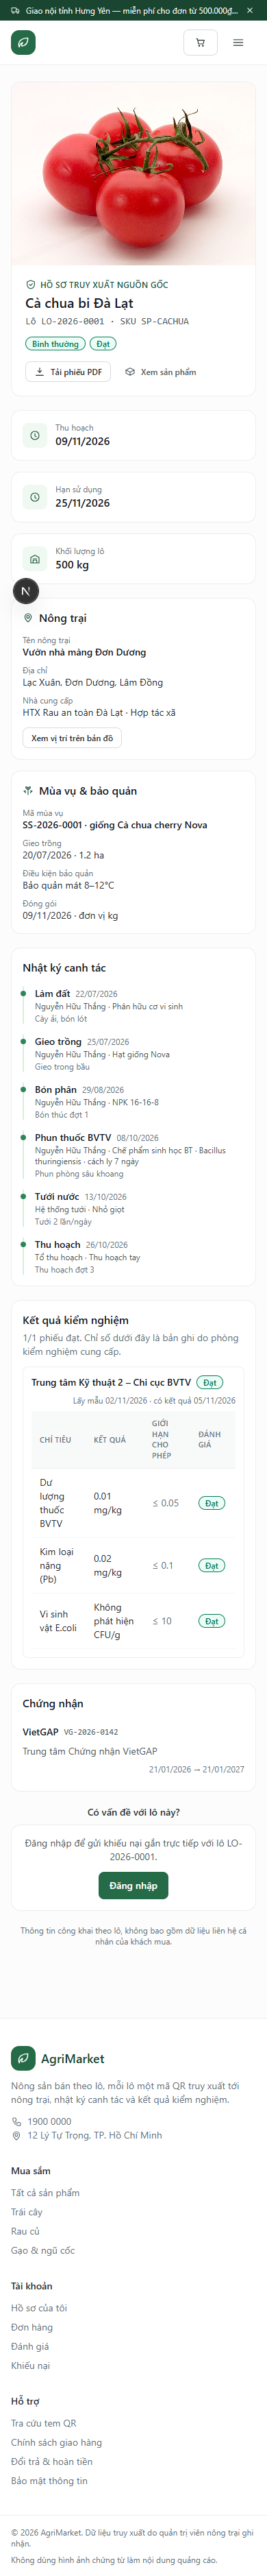 Giao nội tỉnh Hưng Yên — miễn phí cho đơn từ 500.000₫...
HỒ SƠ TRUY XUẤT NGUỒN GỐC
Cà chua bi Đà Lạt
Lô LO-2026-0001 · SKU SP-CACHUA
Bình thường
Đạt
Tải phiếu PDF
Xem sản phẩm
Thu hoạch
09/11/2026
Hạn sử dụng
25/11/2026
Khối lượng lô
500 kg
N
Nông trại
Tên nông trại
Vườn nhà màng Đơn Dương
Địa chỉ
Lạc Xuân, Đơn Dương, Lâm Đồng
Nhà cung cấp
HTX Rau an toàn Đà Lạt · Hợp tác xã
Xem vị trí trên bản đồ
Mùa vụ & bảo quản
Mã mùa vụ
SS-2026-0001 · giống Cà chua cherry Nova
Gieo trồng
20/07/2026 · 1.2 ha
Điều kiện bảo quản
Bảo quản mát 8–12°C
Đóng gói
09/11/2026 · đơn vị kg
Nhật ký canh tác
Làm đất 22/07/2026
Nguyễn Hữu Thắng · Phân hữu cơ vi sinh
Cày ải, bón lót
Gieo trồng 25/07/2026
Nguyễn Hữu Thắng · Hạt giống Nova
Gieo trong bầu
Bón phân 29/08/2026
Nguyễn Hữu Thắng · NPK 16-16-8
Bón thúc đợt 1
Phun thuốc BVTV 08/10/2026
Nguyễn Hữu Thắng · Chế phẩm sinh học BT · Bacillus
thuringiensis · cách ly 7 ngày
Phun phòng sâu khoang
Tưới nước 13/10/2026
Hệ thống tưới · Nhỏ giọt
Tưới 2 lần/ngày
Thu hoạch 26/10/2026
Tổ thu hoạch · Thu hoạch tay
Thu hoạch đợt 3
Kết quả kiểm nghiệm
1/1 phiếu đạt. Chỉ số dưới đây là bản ghi do phòng
kiểm nghiệm cung cấp.
Trung tâm Kỹ thuật 2 – Chi cục BVTV Đạt
Lấy mẫu 02/11/2026 · có kết quả 05/11/2026
CHỈ TIÊU
KẾT QUẢ
GIỚI
HẠN
CHO
PHÉP
ĐÁNH
GIÁ
Dư
lượng
thuốc
BVTV
0.01
mg/kg
≤ 0.05
Đạt
Kim loại
nặng
(Pb)
0.02
mg/kg
≤ 0.1
Đạt
Vi sinh
vật E.coli
Không
phát hiện
CFU/g
≤ 10
Đạt
Chứng nhận
VietGAP VG-2026-0142
Trung tâm Chứng nhận VietGAP
21/01/2026 → 21/01/2027
Có vấn đề với lô này?
Đăng nhập để gửi khiếu nại gắn trực tiếp với lô LO-
2026-0001.
Đăng nhập
Thông tin công khai theo lô, không bao gồm dữ liệu liên hệ cá
nhân của khách mua.
AgriMarket
Nông sản bán theo lô, mỗi lô một mã QR truy xuất tới
nông trại, nhật ký canh tác và kết quả kiểm nghiệm.
1900 0000
12 Lý Tự Trọng, TP. Hồ Chí Minh
Mua sắm
Tất cả sản phẩm
Trái cây
Rau củ
Gạo & ngũ cốc
Tài khoản
Hồ sơ của tôi
Đơn hàng
Đánh giá
Khiếu nại
Hỗ trợ
Tra cứu tem QR
Chính sách giao hàng
Đổi trả & hoàn tiền
Bảo mật thông tin
© 2026 AgriMarket. Dữ liệu truy xuất do quản trị viên nông trại ghi
nhận.
Không dùng hình ảnh chứng từ làm nội dung quảng cáo.